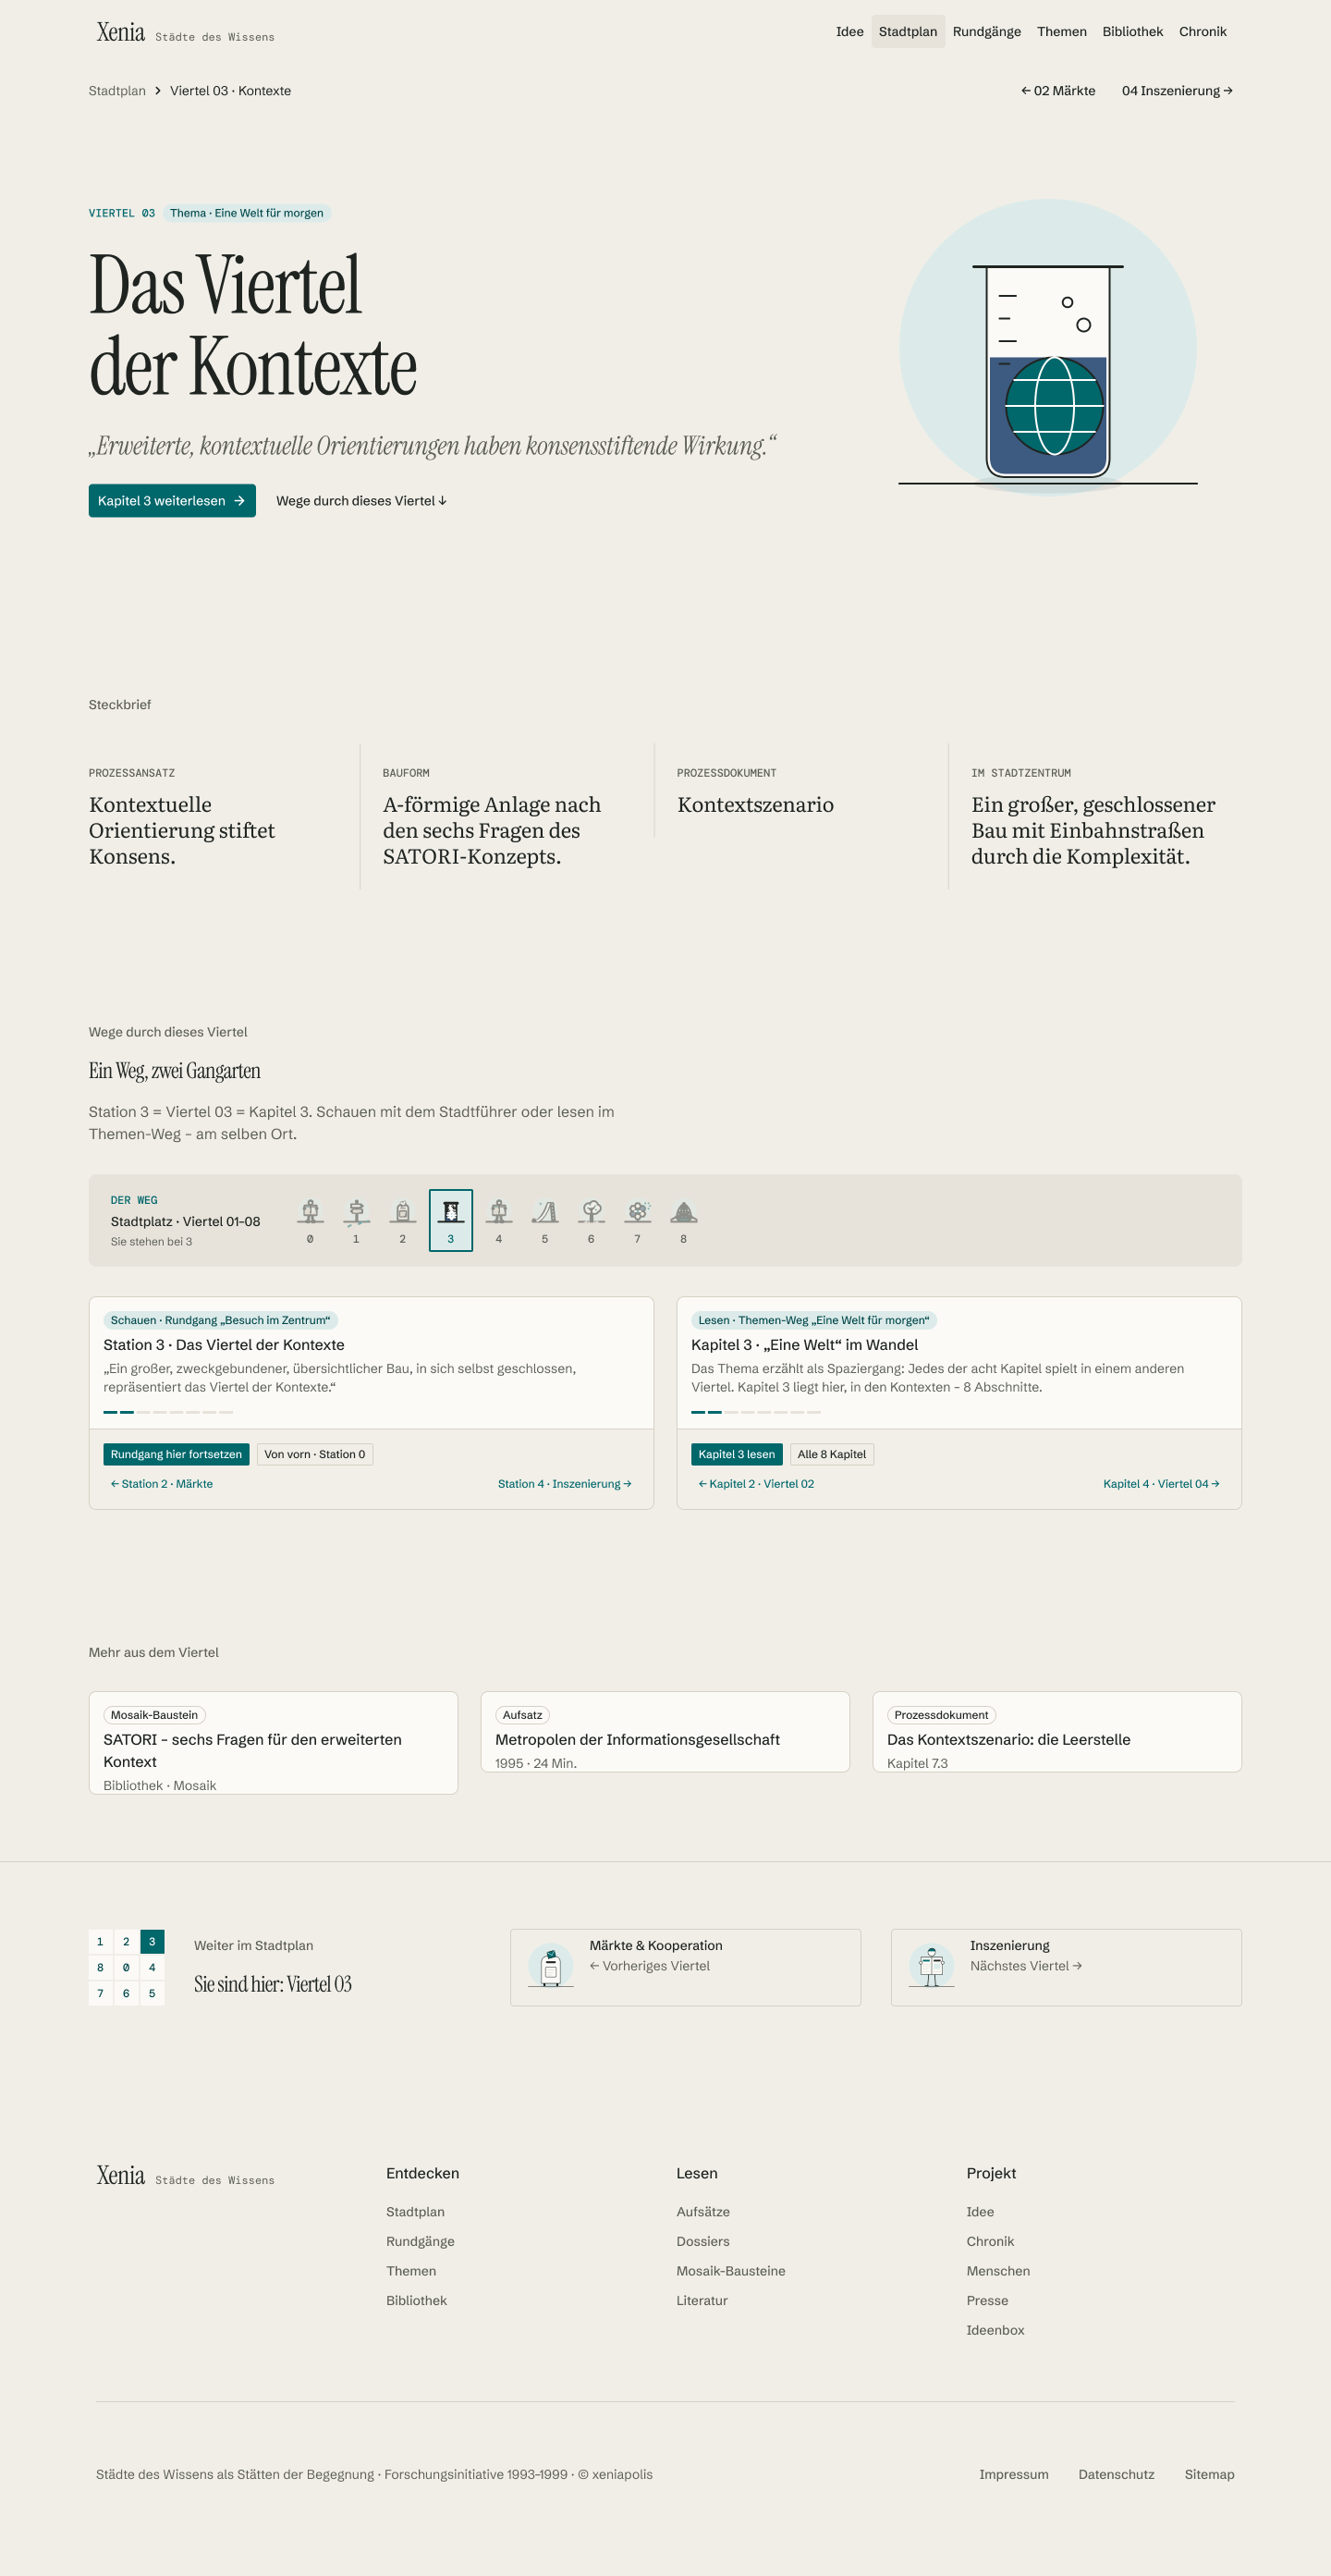 Xenia Städte des Wissens
Idee Stadtplan Rundgänge Themen Bibliothek Chronik
Stadtplan > Viertel 03 · Kontexte
← 02 Märkte 04 Inszenierung →
VIERTEL 03 Thema · Eine Welt für morgen
Das Viertel
der Kontexte
„Erweiterte, kontextuelle Orientierungen haben konsensstiftende Wirkung.“
Kapitel 3 weiterlesen → Wege durch dieses Viertel ↓
Steckbrief
PROZESSANSATZ
Kontextuelle
Orientierung stiftet
Konsens.
BAUFORM
A-förmige Anlage nach
den sechs Fragen des
SATORI-Konzepts.
PROZESSDOKUMENT
Kontextszenario
IM STADTZENTRUM
Ein großer, geschlossener
Bau mit Einbahnstraßen
durch die Komplexität.
Wege durch dieses Viertel
Ein Weg, zwei Gangarten
Station 3 = Viertel 03 = Kapitel 3. Schauen mit dem Stadtführer oder lesen im
Themen-Weg – am selben Ort.
DER WEG
Stadtplatz · Viertel 01–08
Sie stehen bei 3
0 1 2 3 4 5 6 7 8
Schauen · Rundgang „Besuch im Zentrum“
Station 3 · Das Viertel der Kontexte
„Ein großer, zweckgebundener, übersichtlicher Bau, in sich selbst geschlossen,
repräsentiert das Viertel der Kontexte.“
Rundgang hier fortsetzen Von vorn · Station 0
← Station 2 · Märkte Station 4 · Inszenierung →
Lesen · Themen-Weg „Eine Welt für morgen“
Kapitel 3 · „Eine Welt“ im Wandel
Das Thema erzählt als Spaziergang: Jedes der acht Kapitel spielt in einem anderen
Viertel. Kapitel 3 liegt hier, in den Kontexten – 8 Abschnitte.
Kapitel 3 lesen Alle 8 Kapitel
← Kapitel 2 · Viertel 02 Kapitel 4 · Viertel 04 →
Mehr aus dem Viertel
Mosaik-Baustein
SATORI – sechs Fragen für den erweiterten
Kontext
Bibliothek · Mosaik
Aufsatz
Metropolen der Informationsgesellschaft
1995 · 24 Min.
Prozessdokument
Das Kontextszenario: die Leerstelle
Kapitel 7.3
1 2 3
8 0 4
7 6 5
Weiter im Stadtplan
Sie sind hier: Viertel 03
Märkte & Kooperation
← Vorheriges Viertel
Inszenierung
Nächstes Viertel →
Xenia Städte des Wissens
Entdecken
Stadtplan
Rundgänge
Themen
Bibliothek
Lesen
Aufsätze
Dossiers
Mosaik-Bausteine
Literatur
Projekt
Idee
Chronik
Menschen
Presse
Ideenbox
Städte des Wissens als Stätten der Begegnung · Forschungsinitiative 1993–1999 · © xeniapolis
Impressum Datenschutz Sitemap